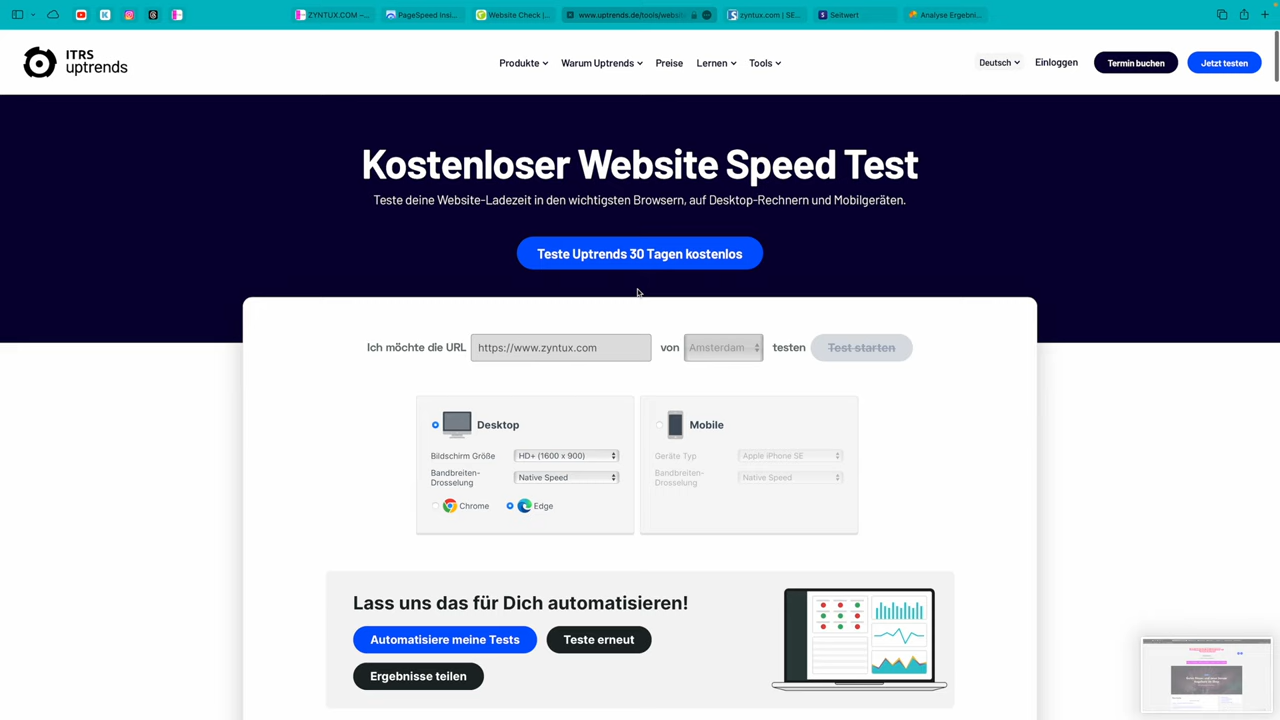 ZYNTUX.COM –...
PageSpeed Insi...
Website Check |...
www.uptrends.de/tools/websi
zyntux.com | SE...
Seitwert
Analyse Ergebni...
ITRS
uptrends
Produkte
Warum Uptrends
Preise
Lernen
Tools
Deutsch
Einloggen
Termin buchen
Jetzt testen
Kostenloser Website Speed Test
Teste deine Website-Ladezeit in den wichtigsten Browsern, auf Desktop-Rechnern und Mobilgeräten.
Teste Uptrends 30 Tagen kostenlos
Ich möchte die URL https://www.zyntux.com von Amsterdam testen Test starten
Desktop
Bildschirm Größe HD+ (1600 x 900)
Bandbreiten-
Drosselung Native Speed
Chrome Edge
Mobile
Geräte Typ Apple iPhone SE
Bandbreiten-
Drosselung Native Speed
Lass uns das für Dich automatisieren!
Automatisiere meine Tests
Teste erneut
Ergebnisse teilen